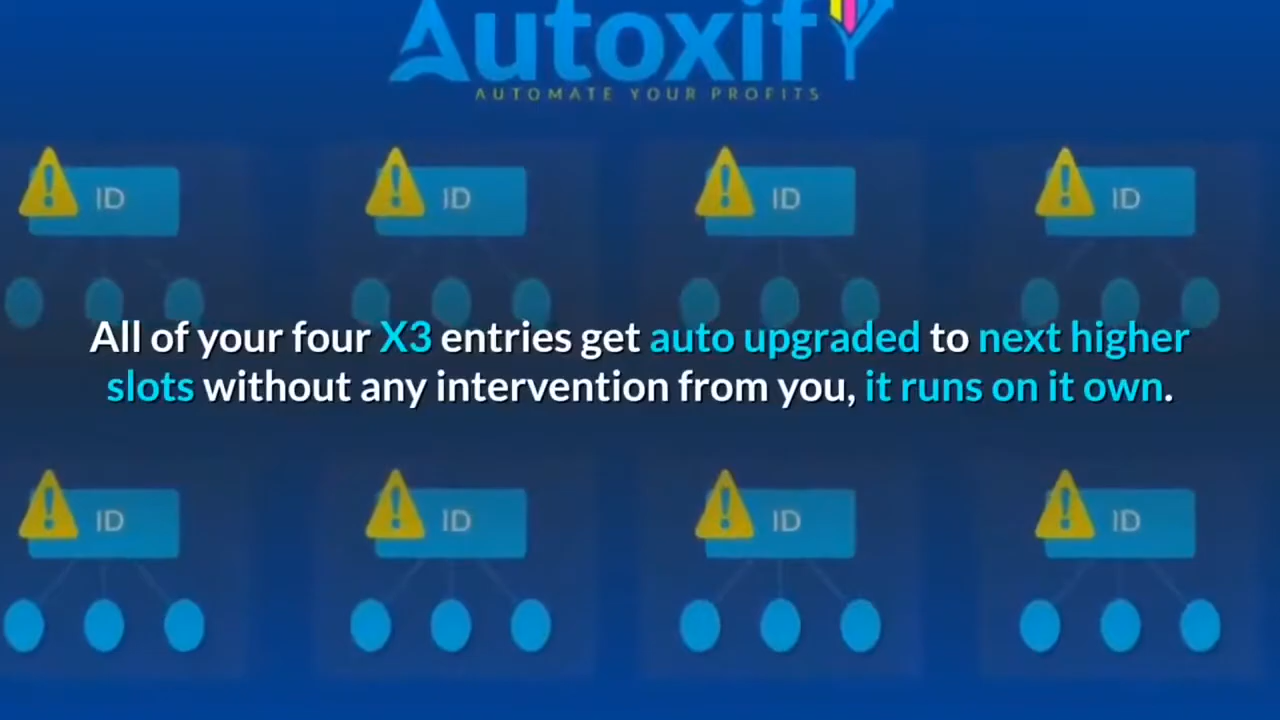 Autoxify
AUTOMATE YOUR PROFITS
ID ID ID ID
All of your four X3 entries get auto upgraded to next higher
slots without any intervention from you, it runs on it own.
ID ID ID ID